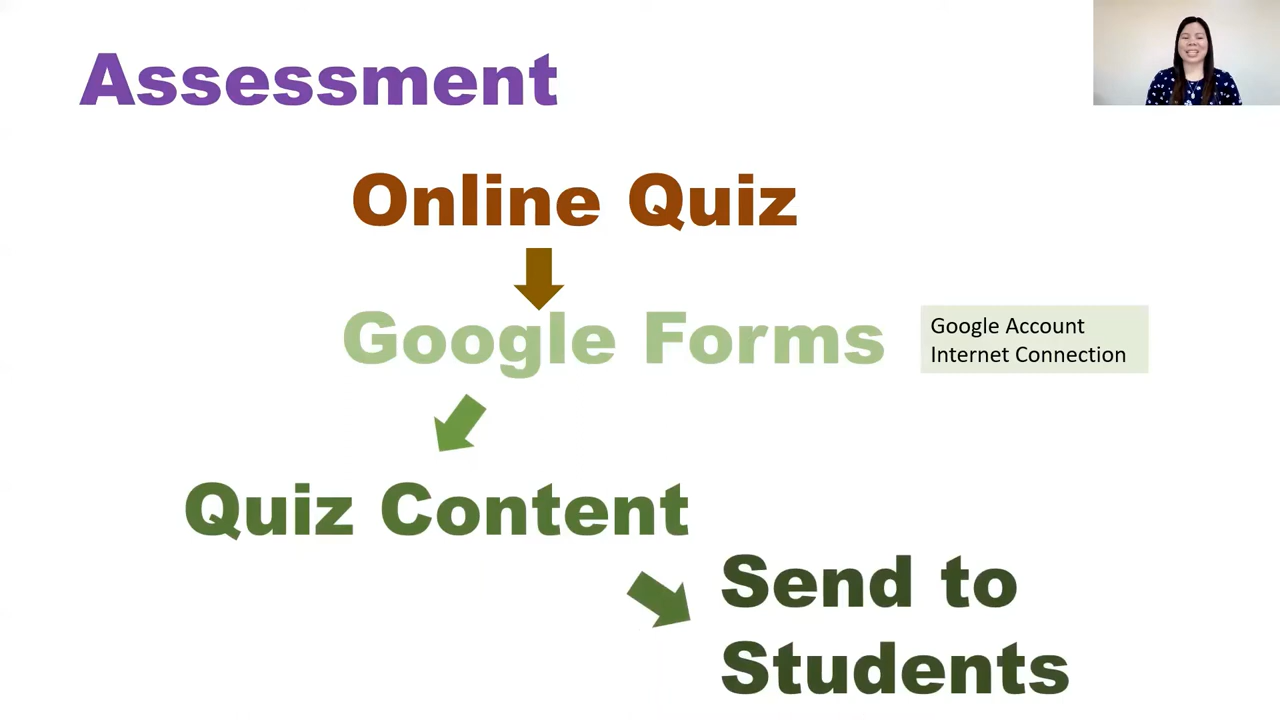 Assessment
Online Quiz
Google Forms
Google Account
Internet Connection
Quiz Content
Send to
Students